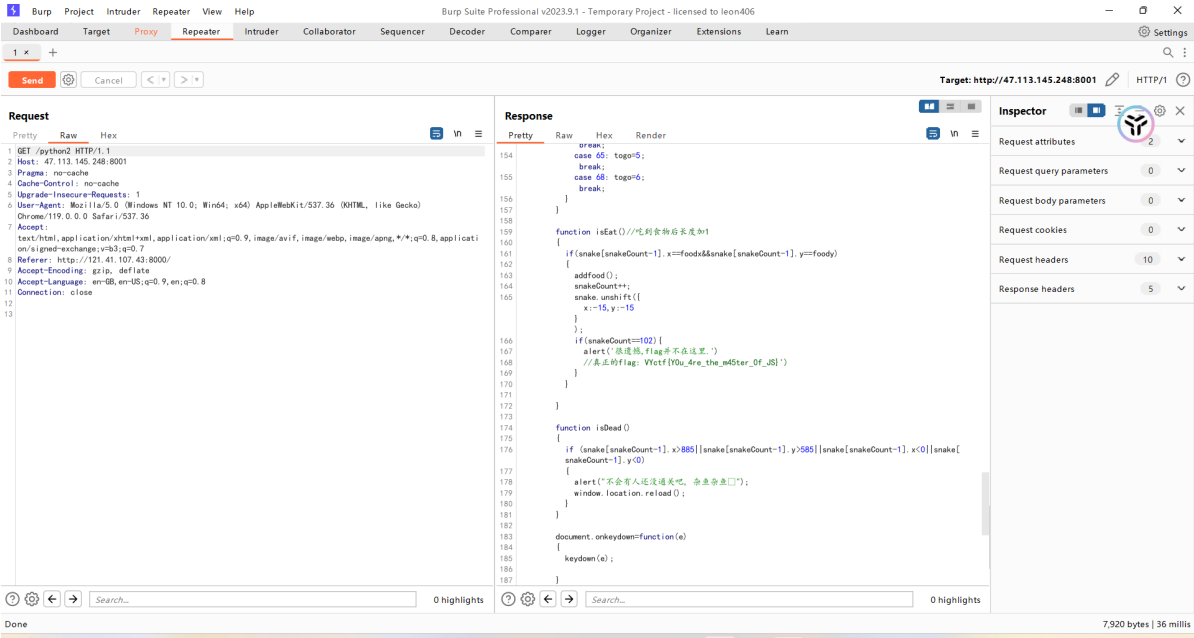 Burp Project Intruder Repeater View Help
Burp Suite Professional v2023.9.1 - Temporary Project - licensed to leon406
Dashboard Target Proxy Repeater Intruder Collaborator Sequencer Decoder Comparer Logger Organizer Extensions Learn
Settings
1 × +
Send Cancel < > Target: http://47.113.145.248:8001 HTTP/1
Request
Pretty Raw Hex \n
1 GET /python2 HTTP/1.1
2 Host: 47.113.145.248:8001
3 Pragma: no-cache
4 Cache-Control: no-cache
5 Upgrade-Insecure-Requests: 1
6 User-Agent: Mozilla/5.0 (Windows NT 10.0; Win64; x64) AppleWebKit/537.36 (KHTML, like Gecko)
Chrome/119.0.0.0 Safari/537.36
7 Accept:
text/html,application/xhtml+xml,application/xml;q=0.9,image/avif,image/webp,image/apng,*/*;q=0.8,applicati
on/signed-exchange;v=b3;q=0.7
8 Referer: http://121.41.107.43:8000/
9 Accept-Encoding: gzip, deflate
10 Accept-Language: en-GB,en-US;q=0.9,en;q=0.8
11 Connection: close
12
13
Search...
0 highlights
Response
Pretty Raw Hex Render \n
break;
154 case 65: togo=5;
break;
155 case 68: togo=6;
break;
156 }
157 }
158
159 function isEat()//吃到食物后长度加1
160 {
161 if(snake[snakeCount-1].x==foodx&&snake[snakeCount-1].y==foody)
162 {
163 addfood();
164 snakeCount++;
165 snake.unshift({
x:-15,y:-15
}
);
166 if(snakeCount==102){
167 alert('很遗憾,flag并不在这里.'}
168 //真正的flag: VYctf{Y0u_4re_the_m45ter_0f_JS}')
169 }
170 }
171
172 }
173
174 function isDead()
175 {
176 if (snake[snakeCount-1].x>885||snake[snakeCount-1].y>585||snake[snakeCount-1].x<0||snake[
snakeCount-1].y<0)
177 {
178 alert("不会有人还没通关吧, 杂鱼杂鱼□");
179 window.location.reload();
180 }
181 }
182
183 document.onkeydown=function(e)
184 {
185 keydown(e);
186
187 }
Search...
0 highlights
Inspector
Request attributes 2
Request query parameters 0
Request body parameters 0
Request cookies 0
Request headers 10
Response headers 5
Done
7,920 bytes | 36 millis